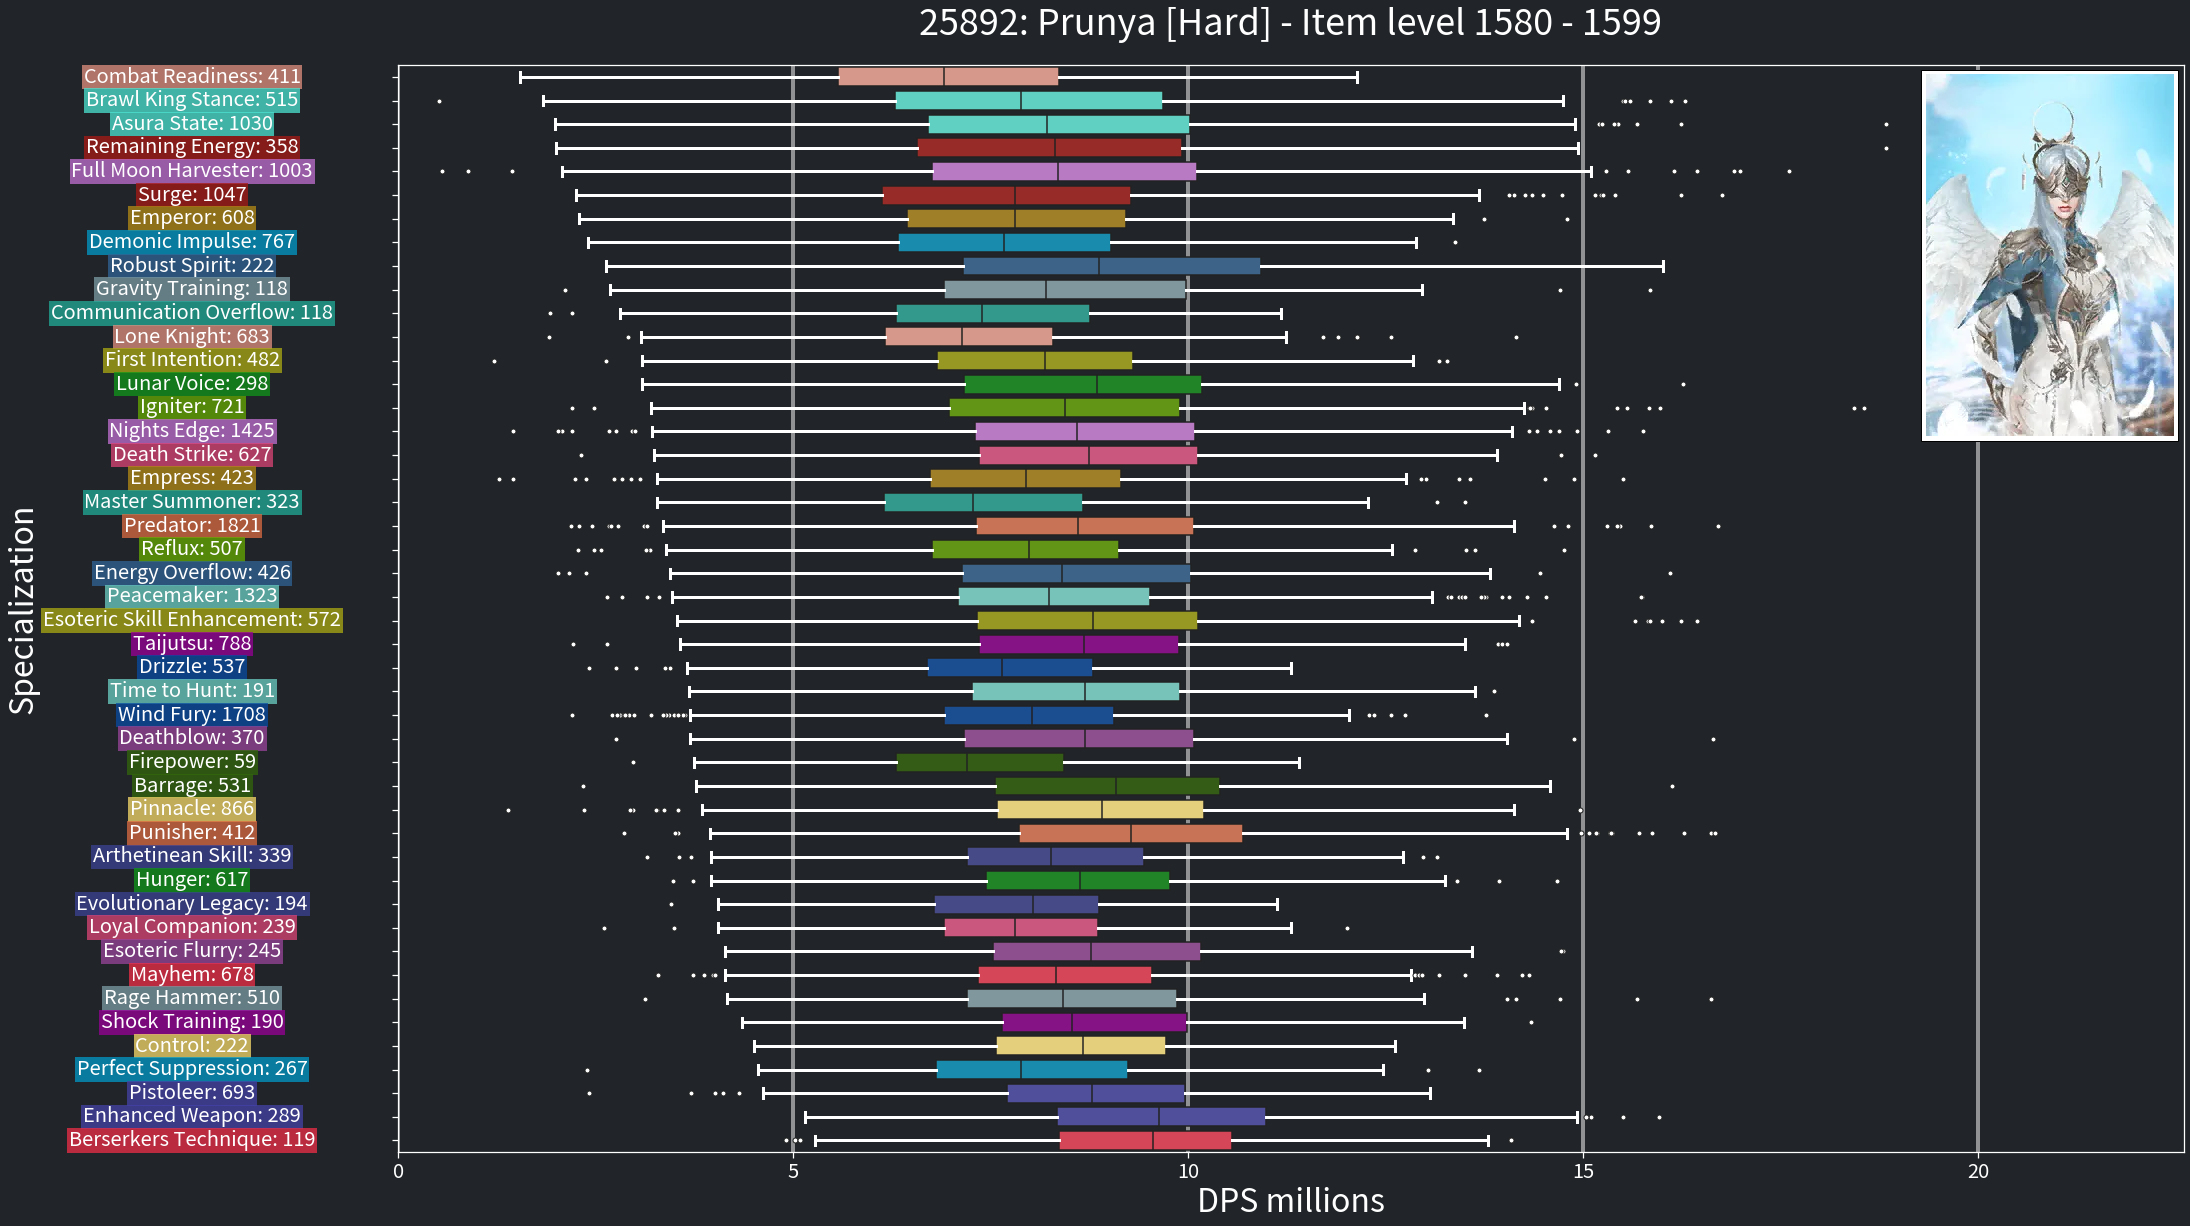 25892: Prunya [Hard] - Item level 1580 - 1599
Combat Readiness: 411
Brawl King Stance: 515
Asura State: 1030
Remaining Energy: 358
Full Moon Harvester: 1003
Surge: 1047
Emperor: 608
Demonic Impulse: 767
Robust Spirit: 222
Gravity Training: 118
Communication Overflow: 118
Lone Knight: 683
First Intention: 482
Lunar Voice: 298
Igniter: 721
Nights Edge: 1425
Death Strike: 627
Empress: 423
Master Summoner: 323
Predator: 1821
Reflux: 507
Energy Overflow: 426
Peacemaker: 1323
Esoteric Skill Enhancement: 572
Taijutsu: 788
Drizzle: 537
Time to Hunt: 191
Wind Fury: 1708
Deathblow: 370
Firepower: 59
Barrage: 531
Pinnacle: 866
Punisher: 412
Arthetinean Skill: 339
Hunger: 617
Evolutionary Legacy: 194
Loyal Companion: 239
Esoteric Flurry: 245
Mayhem: 678
Rage Hammer: 510
Shock Training: 190
Control: 222
Perfect Suppression: 267
Pistoleer: 693
Enhanced Weapon: 289
Berserkers Technique: 119
Specialization
0 5 10 15 20
DPS millions